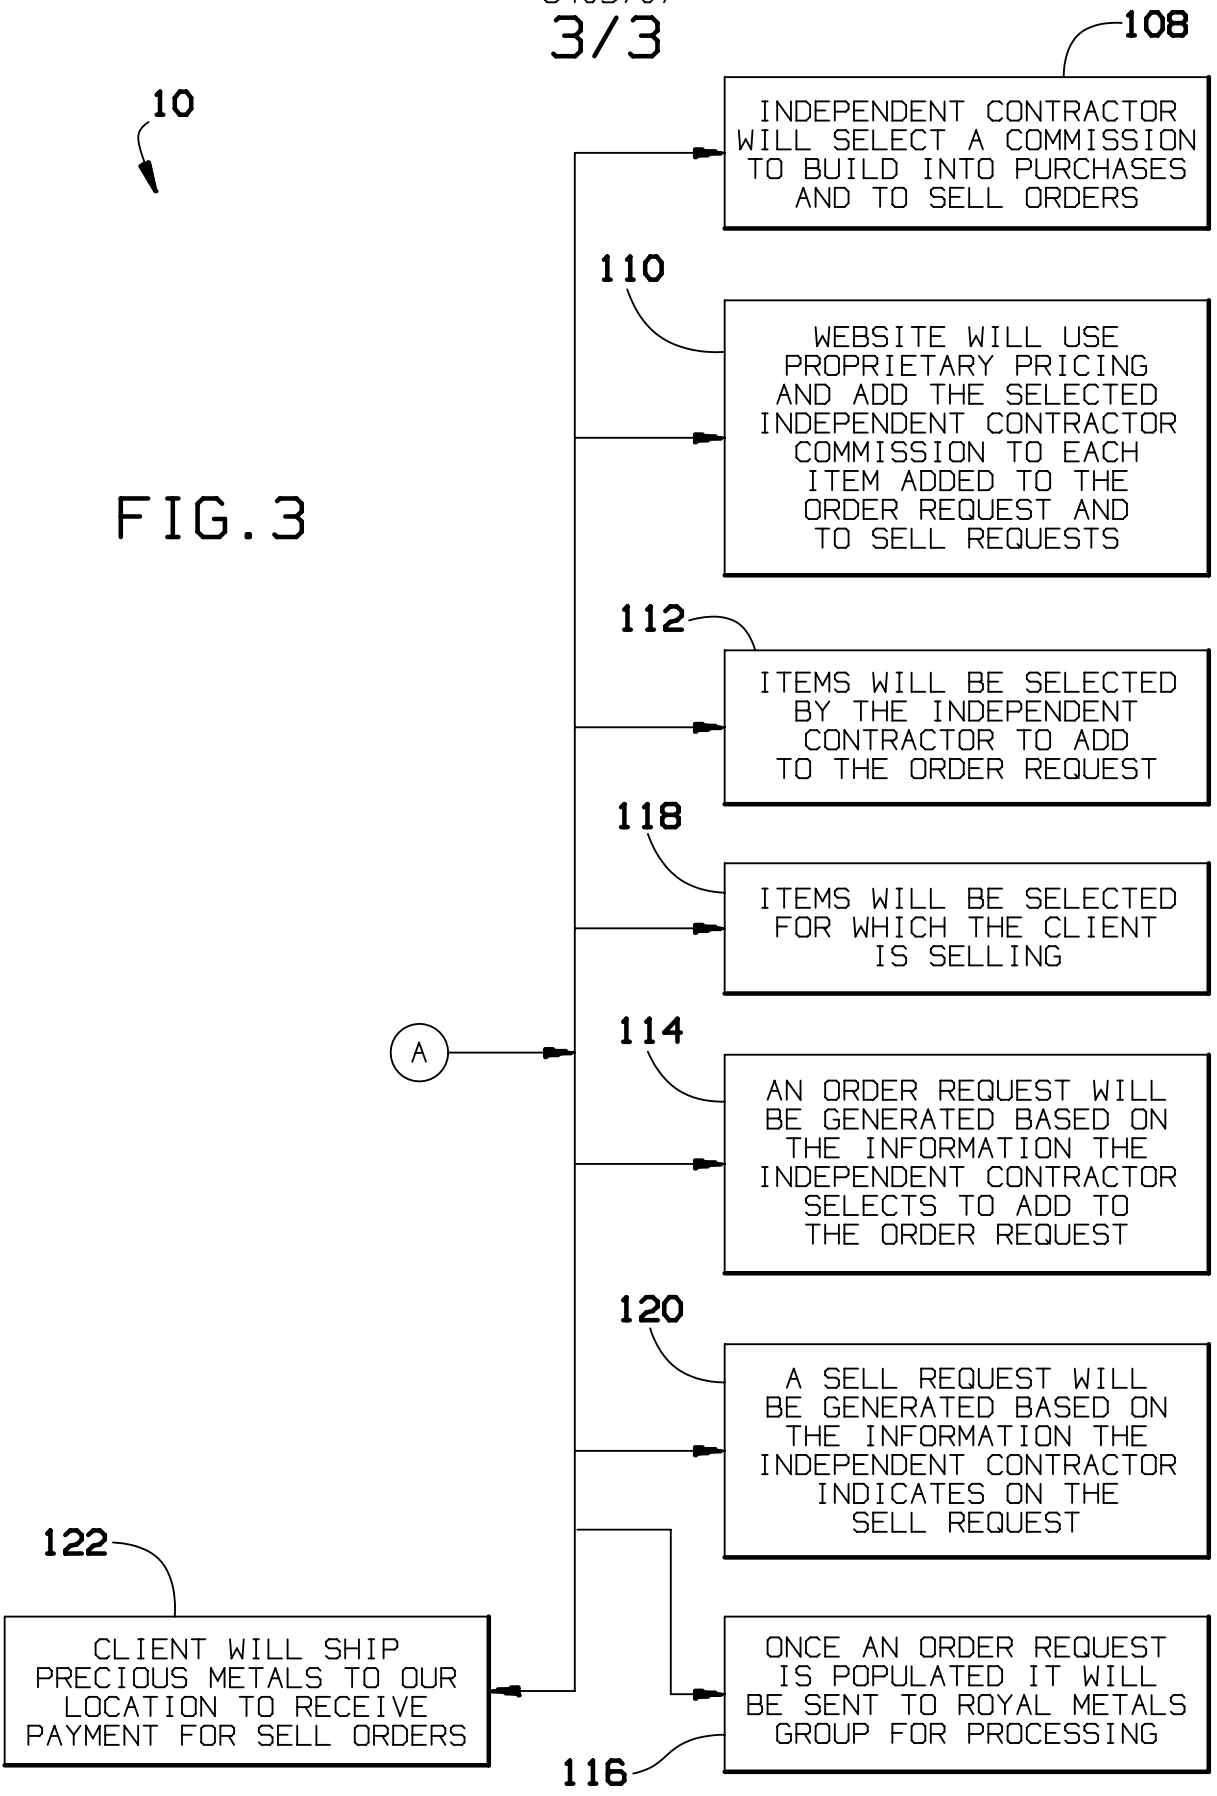 3/3
108
10
INDEPENDENT CONTRACTOR
WILL SELECT A COMMISSION
TO BUILD INTO PURCHASES
AND TO SELL ORDERS
110
WEBSITE WILL USE
PROPRIETARY PRICING
AND ADD THE SELECTED
INDEPENDENT CONTRACTOR
COMMISSION TO EACH
ITEM ADDED TO THE
ORDER REQUEST AND
TO SELL REQUESTS
FIG.3
112
ITEMS WILL BE SELECTED
BY THE INDEPENDENT
CONTRACTOR TO ADD
TO THE ORDER REQUEST
118
ITEMS WILL BE SELECTED
FOR WHICH THE CLIENT
IS SELLING
A
114
AN ORDER REQUEST WILL
BE GENERATED BASED ON
THE INFORMATION THE
INDEPENDENT CONTRACTOR
SELECTS TO ADD TO
THE ORDER REQUEST
120
A SELL REQUEST WILL
BE GENERATED BASED ON
THE INFORMATION THE
INDEPENDENT CONTRACTOR
INDICATES ON THE
SELL REQUEST
122
CLIENT WILL SHIP
PRECIOUS METALS TO OUR
LOCATION TO RECEIVE
PAYMENT FOR SELL ORDERS
ONCE AN ORDER REQUEST
IS POPULATED IT WILL
BE SENT TO ROYAL METALS
GROUP FOR PROCESSING
116